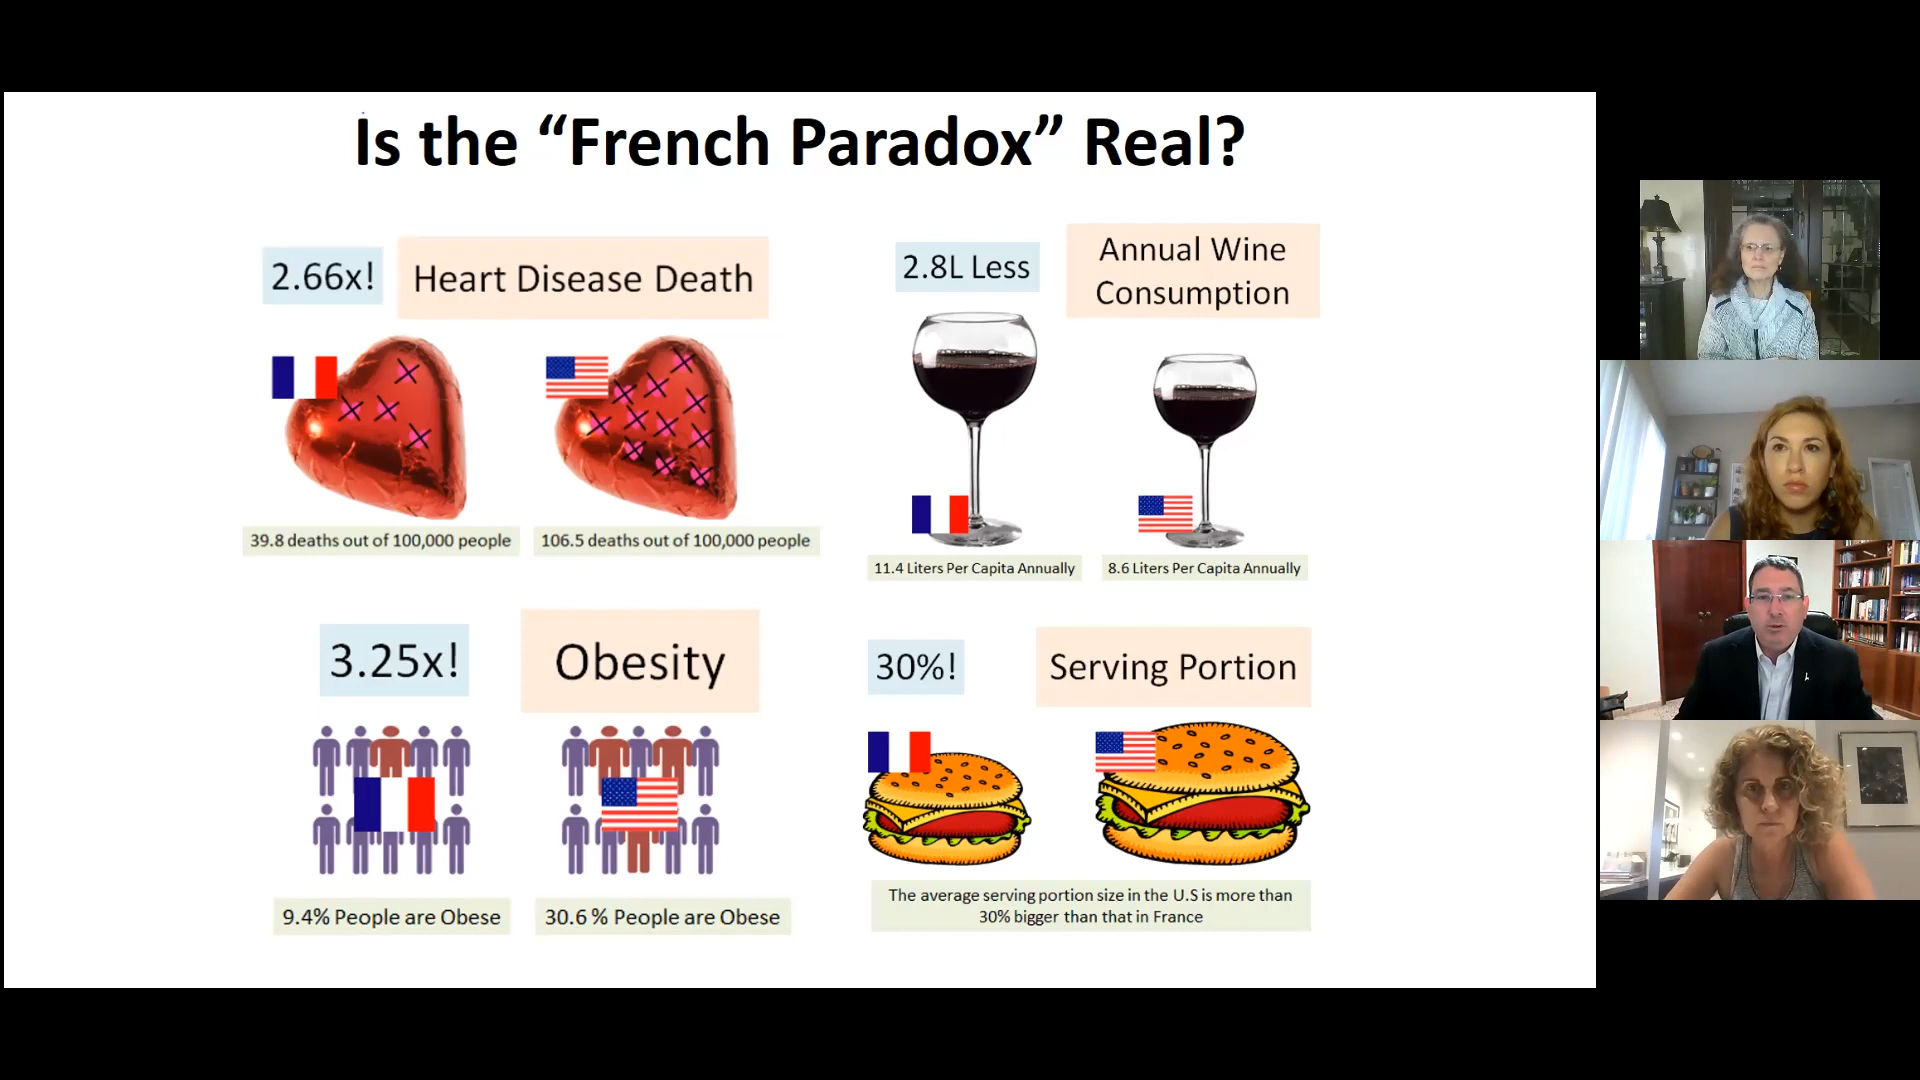 Is the “French Paradox” Real?
2.66x!
Heart Disease Death
39.8 deaths out of 100,000 people
106.5 deaths out of 100,000 people
2.8L Less
Annual Wine
Consumption
11.4 Liters Per Capita Annually
8.6 Liters Per Capita Annually
3.25x!
Obesity
9.4% People are Obese
30.6 % People are Obese
30%!
Serving Portion
The average serving portion size in the U.S is more than
30% bigger than that in France